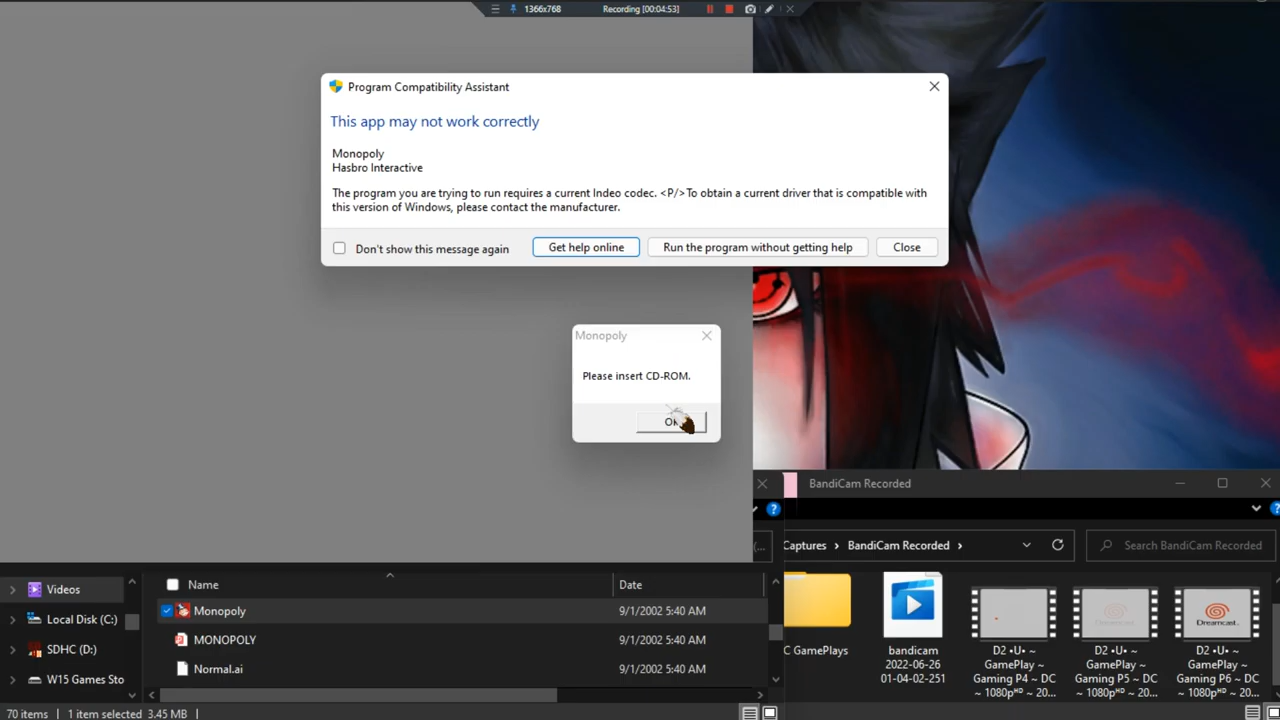 1366x768
Recording [00:04:53]
Program Compatibility Assistant
This app may not work correctly
Monopoly
Hasbro Interactive
The program you are trying to run requires a current Indeo codec. <P/>To obtain a current driver that is compatible with
this version of Windows, please contact the manufacturer.
Don't show this message again
Get help online
Run the program without getting help
Close
Monopoly
Please insert CD-ROM.
BandiCam Recorded
Captures › BandiCam Recorded ›
Search BandiCam Recorded
Videos
Local Disk (C:)
SDHC (D:)
W15 Games Sto
Name
Date
Monopoly
9/1/2002 5:40 AM
MONOPOLY
9/1/2002 5:40 AM
Normal.ai
9/1/2002 5:40 AM
C GamePlays
bandicam
2022-06-26
01-04-02-251
D2 •U• ~
GamePlay ~
Gaming P4 ~ DC
~ 1080pᴴᴰ ~ 20...
D2 •U• ~
GamePlay ~
Gaming P5 ~ DC
~ 1080pᴴᴰ ~ 20...
Dreamcast.
D2 •U• ~
GamePlay ~
Gaming P6 ~ DC
~ 1080pᴴᴰ ~ 20...
70 items
1 item selected 3.45 MB